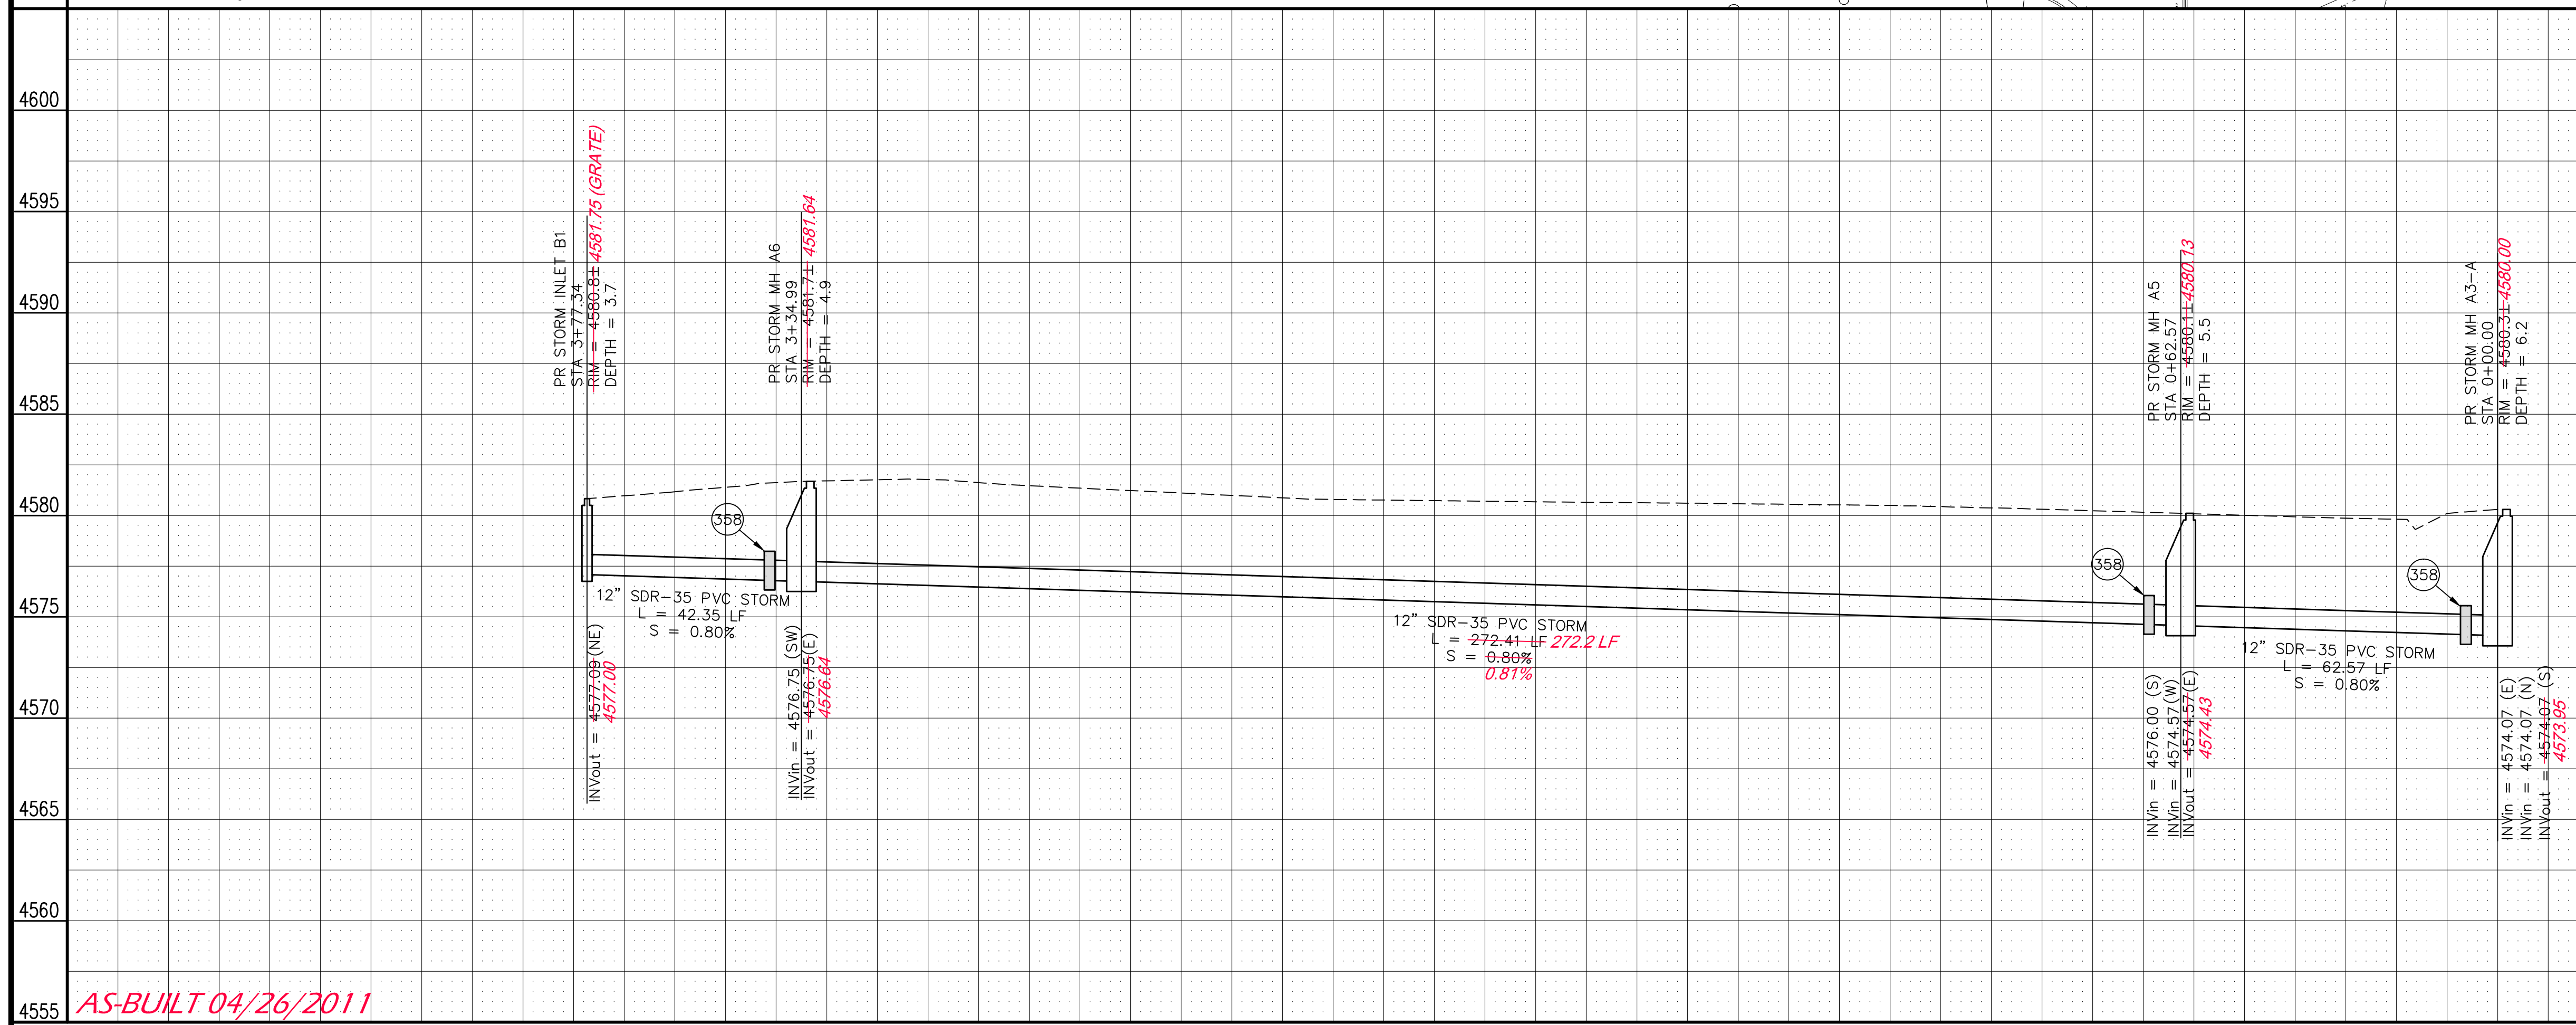 4600
4595
4590
4585
4580
4575
4570
4565
4560
4555
PR STORM INLET B1
STA 3+77.34
RIM = 4580.8± 4581.75 (GRATE)
DEPTH = 3.7
PR STORM MH A6
STA 3+34.99
RIM = 4581.7± 4581.64
DEPTH = 4.9
PR STORM MH A5
STA 0+62.57
RIM = 4580.1± 4580.13
DEPTH = 5.5
PR STORM MH A3-A
STA 0+00.00
RIM = 4580.3± 4580.00
DEPTH = 6.2
358
358
358
12" SDR-35 PVC STORM
L = 42.35 LF
S = 0.80%
12" SDR-35 PVC STORM
L = 272.41 LF 272.2 LF
S = 0.80%
0.81%
12" SDR-35 PVC STORM
L = 62.57 LF
S = 0.80%
INVout = 4577.09 (NE)
4577.00
INVin = 4576.75 (SW)
INVout = 4576.75 (E)
4576.64
INVin = 4576.00 (S)
INVin = 4574.57 (W)
INVout = 4574.57 (E)
4574.43
INVin = 4574.07 (E)
INVin = 4574.07 (N)
INVout = 4574.07 (S)
4573.95
AS-BUILT 04/26/2011